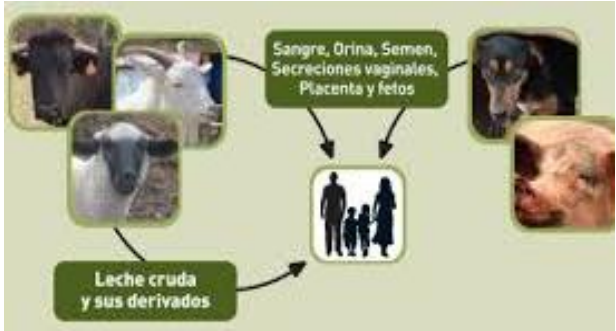 Sangre, Orina, Semen,
Secreciones vaginales,
Placenta y fetos
Leche cruda
y sus derivados